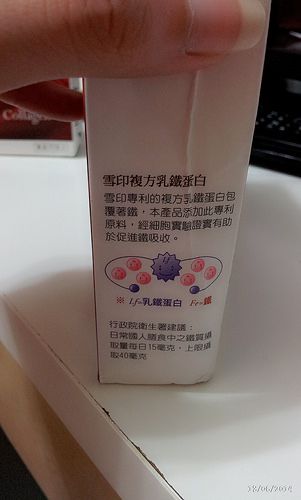 雪印複方乳鐵蛋白
雪印專利的複方乳鐵蛋白包
覆著鐵，本產品添加此專利
原料，經細胞實驗證實有助
於促進鐵吸收。
※ Lf=乳鐵蛋白 Fe=鐵
行政院衛生署建議：
日常國人膳食中之鐵質攝
取量每日15毫克，上限攝
取40毫克